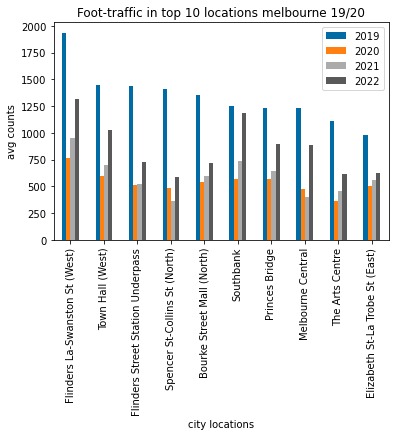 Foot-traffic in top 10 locations melbourne 19/20
2019
2020
2021
2022
avg counts
2000
1750
1500
1250
1000
750
500
250
0
Flinders La-Swanston St (West)
Town Hall (West)
Flinders Street Station Underpass
Spencer St-Collins St (North)
Bourke Street Mall (North)
Southbank
Princes Bridge
Melbourne Central
The Arts Centre
Elizabeth St-La Trobe St (East)
city locations